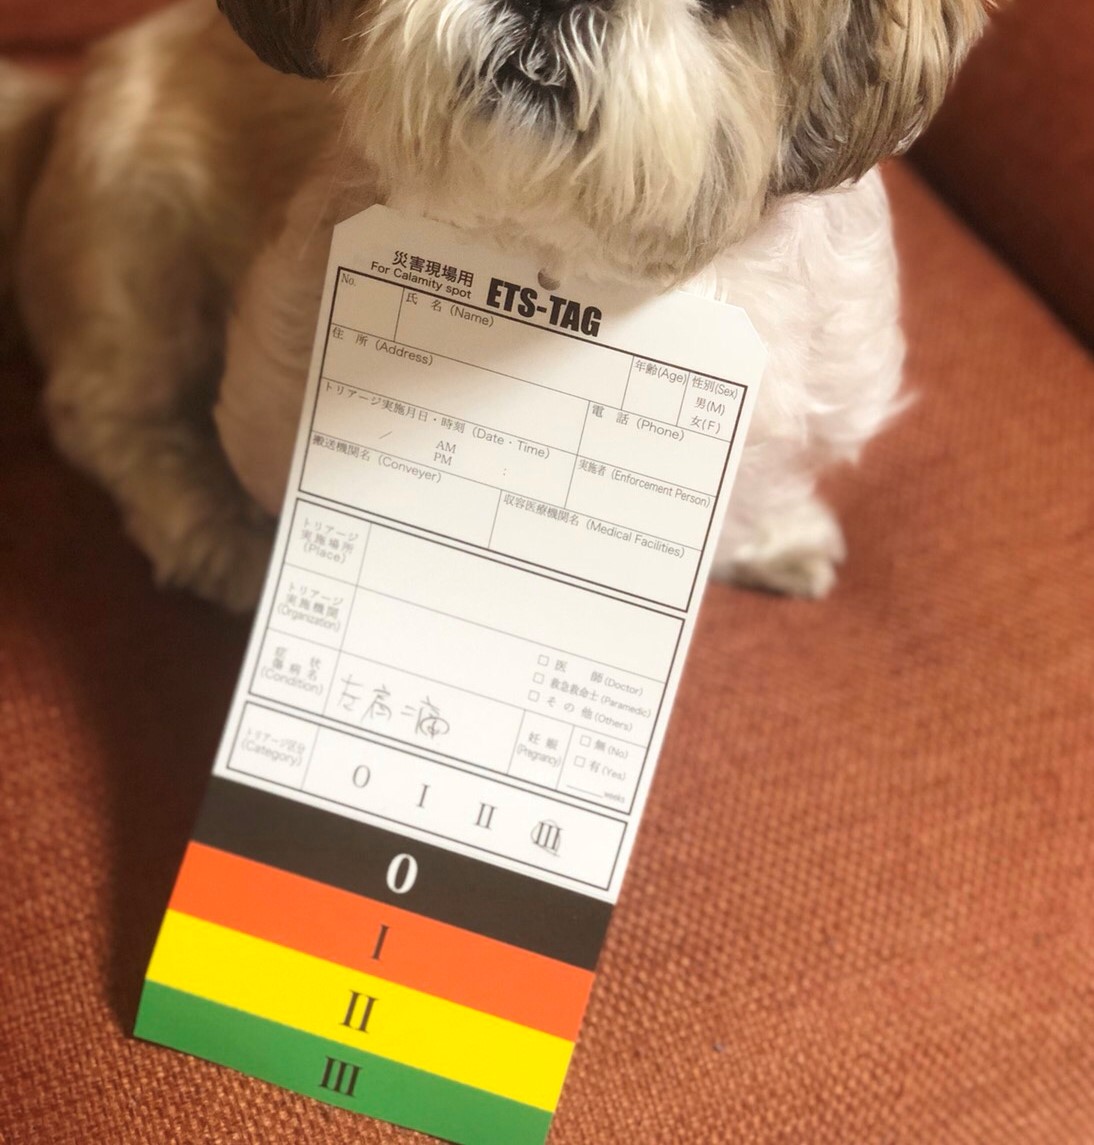 災害現場用
For Calamity spot
ETS-TAG
No.
氏 名 (Name)
年齢(Age)
性別(Sex)
男(M)
女(F)
住 所 (Address)
電 話 (Phone)
トリアージ実施月日・時刻 (Date・Time)
／ AM
PM :
実施者 (Enforcement Person)
搬送機関名 (Conveyer)
収容医療機関名 (Medical Facilities)
トリアージ
実施場所
(Place)
トリアージ
実施機関
(Organization)
□ 医 師 (Doctor)
□ 救急救命士 (Paramedic)
□ そ の 他 (Others)
症 状
傷病名
(Condition)
左肩痛
妊 娠
(Pregnancy)
□ 無 (No)
□ 有 (Yes)
weeks
トリアージ区分
(Category)
0 I II III
0
I
II
III